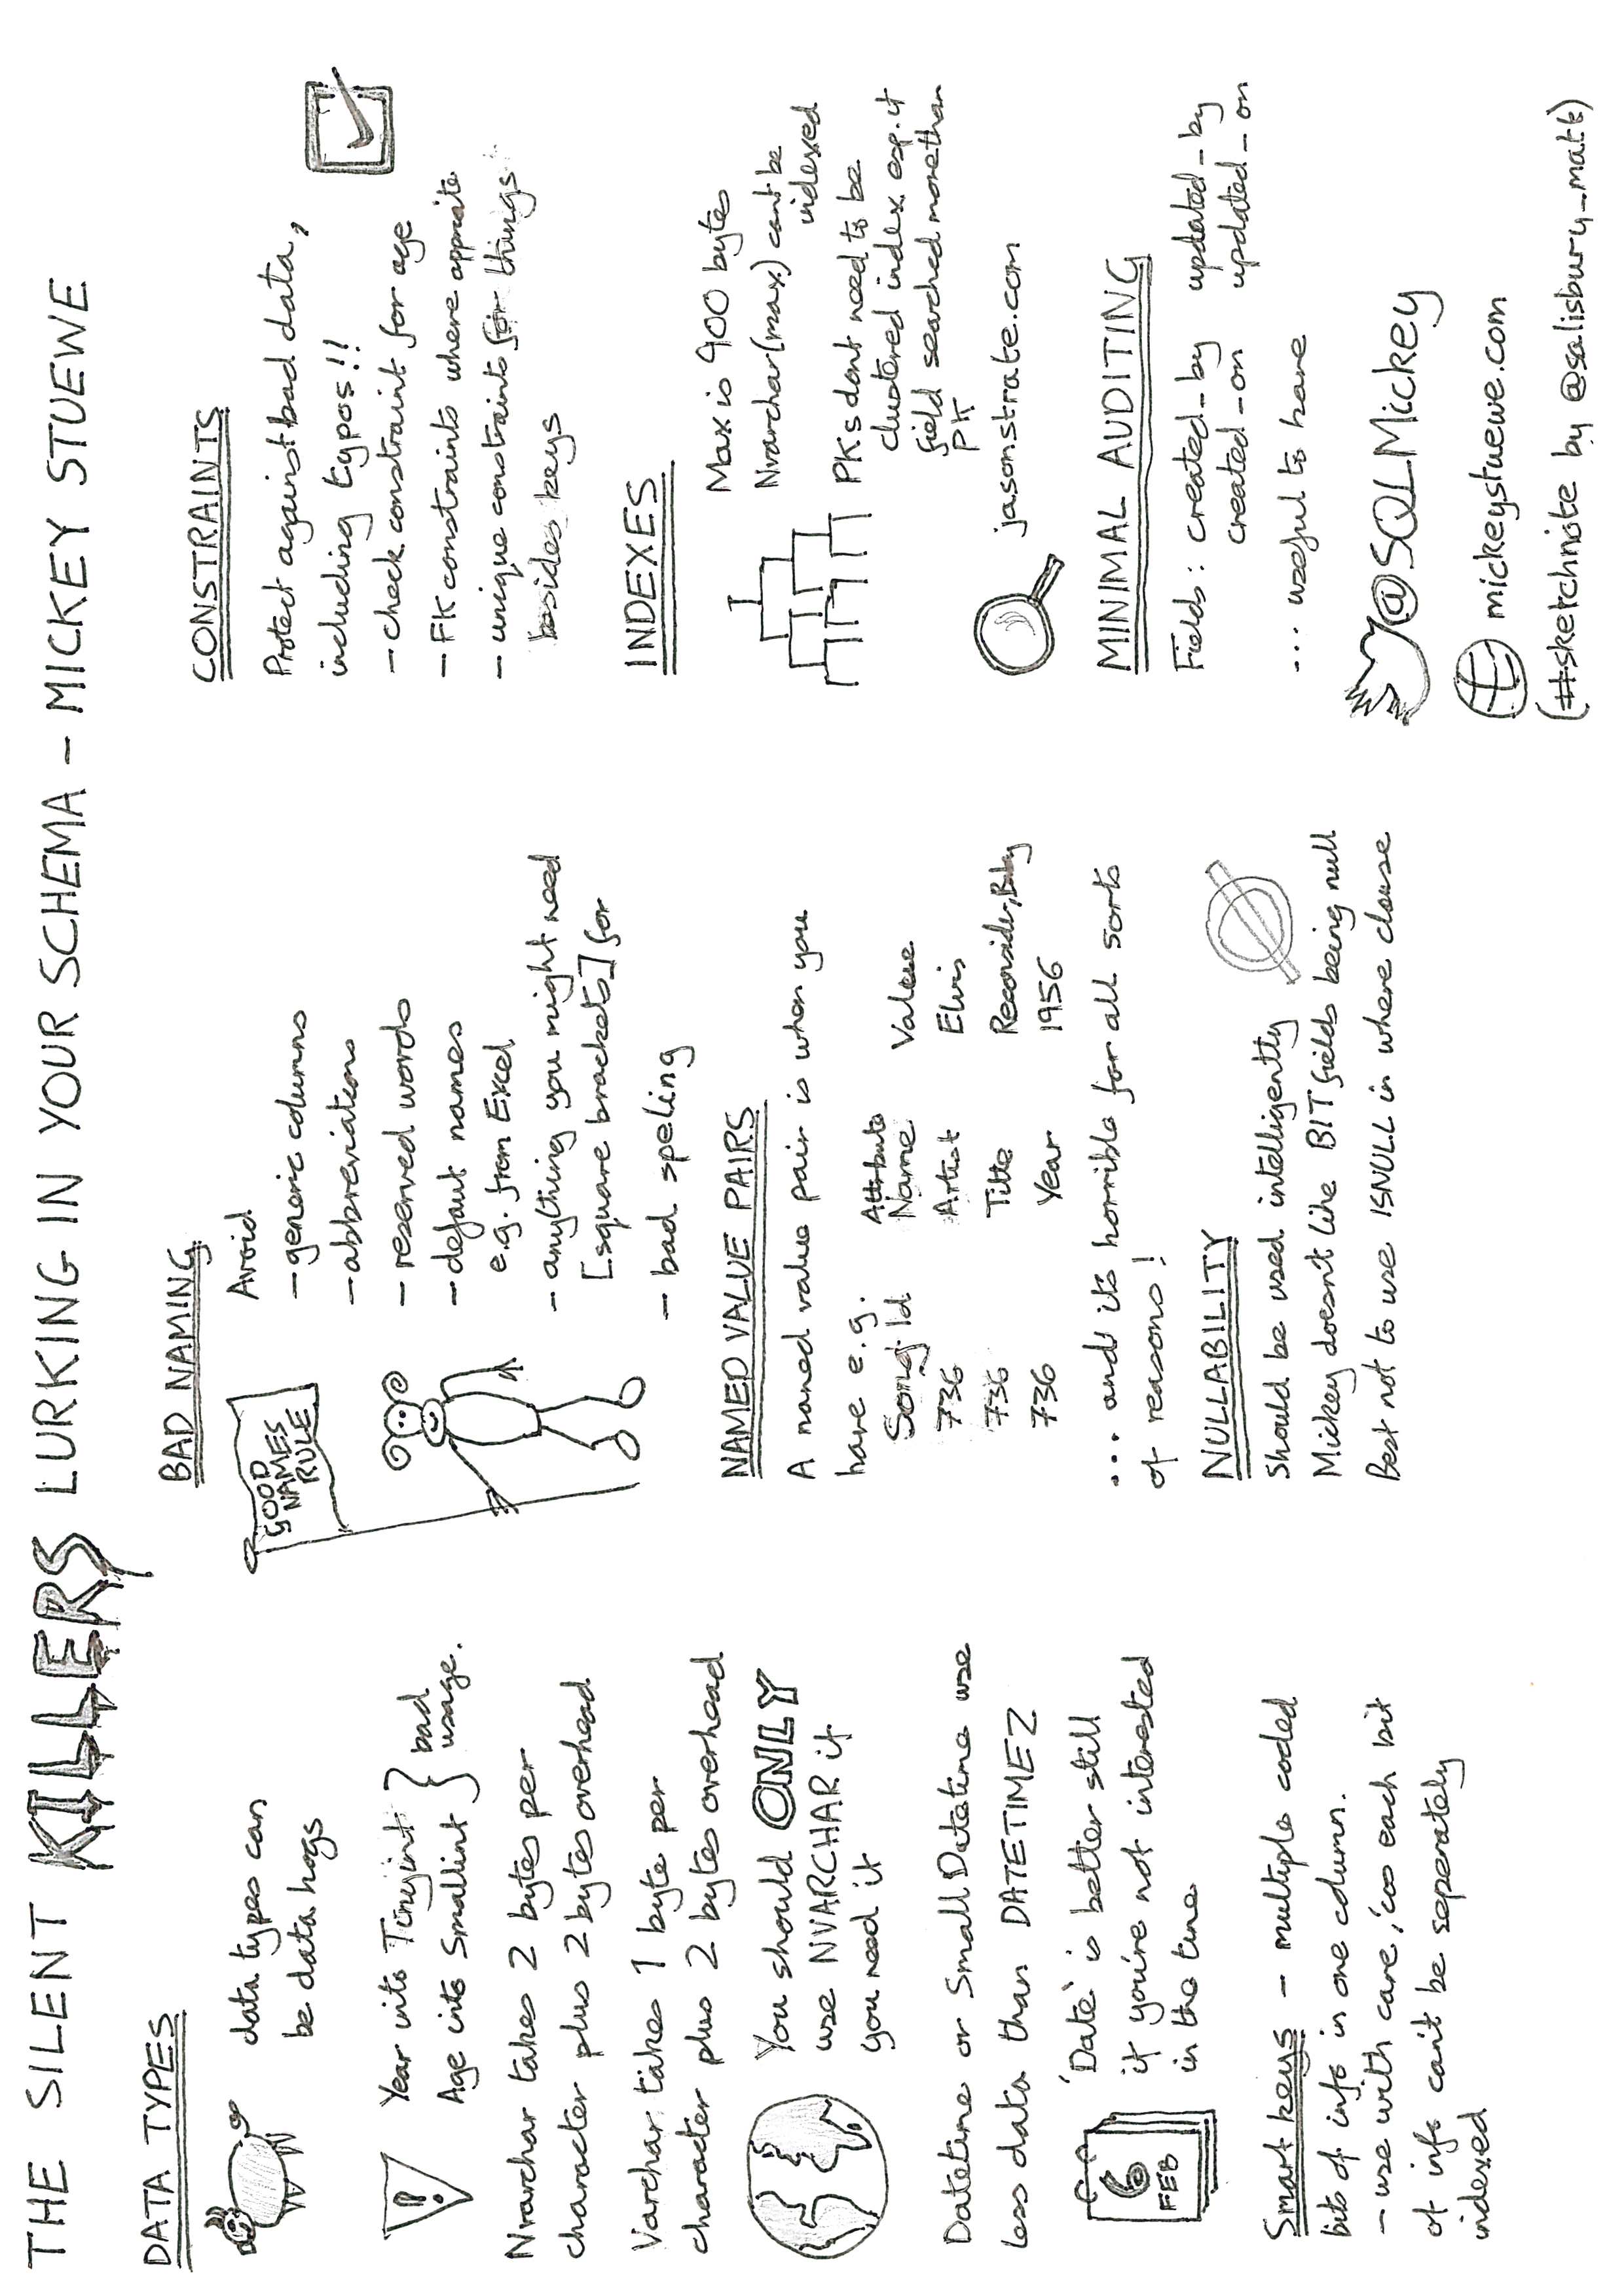 THE SILENT KILLERS LURKING IN YOUR SCHEMA - MICKEY STUEWE
DATA TYPES
data types can
be data hogs
!
Year into Tinyint } bad
Age into Smallint } usage.
Nvarchar takes 2 bytes per
character plus 2 bytes overhead
Varchar takes 1 byte per
character plus 2 bytes overhead
You should ONLY
use NVARCHAR if
you need it
Datetime or SmallDatetime use
less data than DATETIME2
6
FEB
'Date' is better still
if you're not interested
in the time
Smart keys - multiple coded
bits of info in one column.
- use with care, 'cos each bit
of info can't be seperately
indexed
BAD NAMING
GOOD
NAMES
RULE
Avoid
- generic columns
- abbreviations
- reserved words
- default names
e.g. from Excel
- anything you might need
[square brackets] for
- bad speling
NAMED VALUE PAIRS
A named value pair is when you
have e.g.
Song Id Attribute Name Value
736 Artist Elvis
736 Title Reconsider, Baby
736 Year 1956
... and its horrible for all sorts
of reasons!
NULLABILITY
Should be used intelligently
Mickey doesn't like BIT fields being null
Best not to use ISNULL in where clause
CONSTRAINTS
Protect against bad data,
including typos!!
- check constraint for age
- FK constraints where appraite
- unique constraints for things
besides keys
INDEXES
Max is 900 bytes
Nvarchar(max) cant be
indexed
PKs dont need to be
clustered index esp. if
field searched more than
PK
jasonstrate.com
MINIMAL AUDITING
Fields: created_by updated_by
created_on updated_on
... useful to have
@SQLMickey
mickeystuewe.com
(#sketchnote by @salisbury_matt)